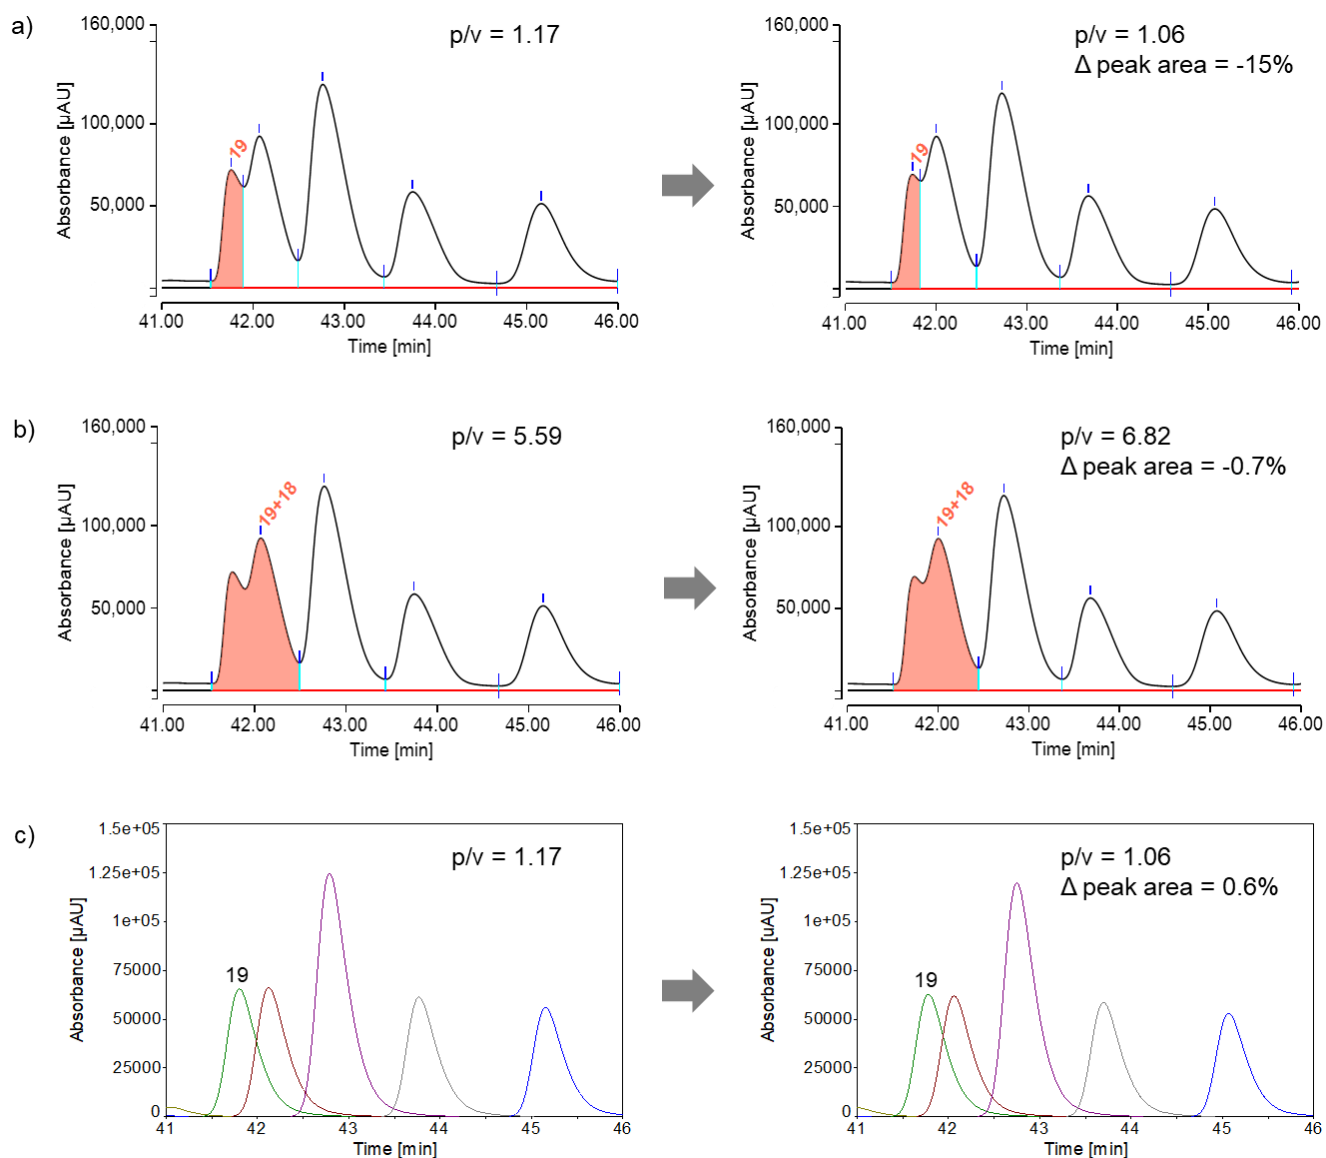 a)
p/v = 1.17
160,000
100,000
50,000
Absorbance [µAU]
19
41.00 42.00 43.00 44.00 45.00 46.00
Time [min]
p/v = 1.06
Δ peak area = -15%
160,000
100,000
50,000
Absorbance [µAU]
19
41.00 42.00 43.00 44.00 45.00 46.00
Time [min]
b)
p/v = 5.59
160,000
100,000
50,000
Absorbance [µAU]
19+18
41.00 42.00 43.00 44.00 45.00 46.00
Time [min]
p/v = 6.82
Δ peak area = -0.7%
160,000
100,000
50,000
Absorbance [µAU]
19+18
41.00 42.00 43.00 44.00 45.00 46.00
Time [min]
c)
p/v = 1.17
1.5e+05
1.25e+05
1e+05
75000
50000
25000
0
Absorbance [µAU]
19
41 42 43 44 45 46
Time [min]
p/v = 1.06
Δ peak area = 0.6%
1.5e+05
1.25e+05
1e+05
75000
50000
25000
0
Absorbance [uAU]
19
41 42 43 44 45 46
Time [min]